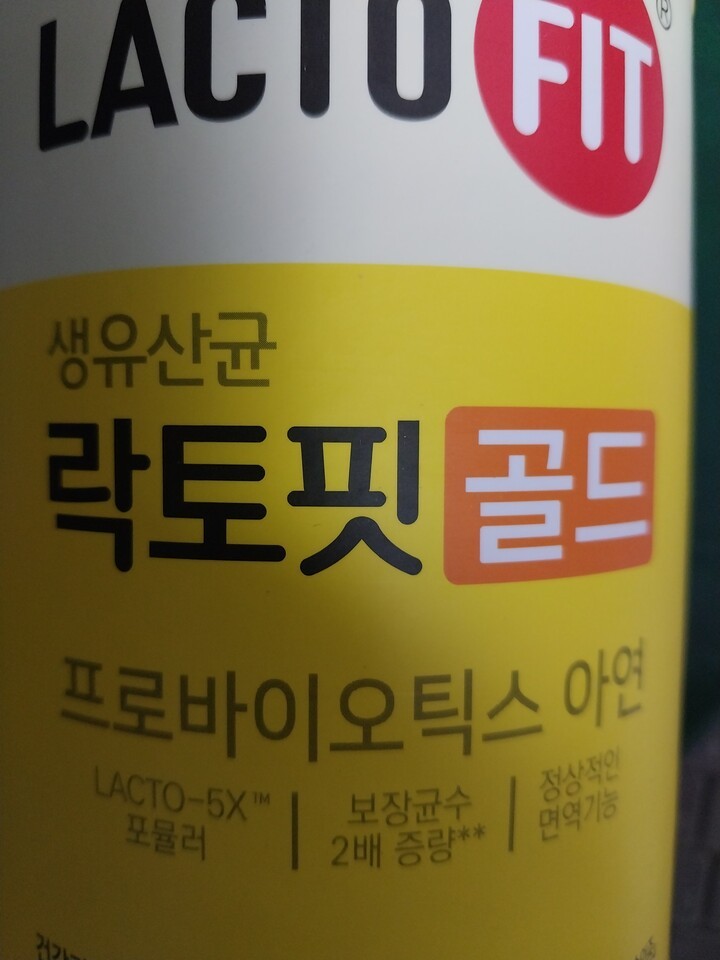 LACTO FIT®
생유산균
락토핏 골드
프로바이오틱스 아연
LACTO-5X™
포뮬러
보장균수
2배 증량**
정상적인
면역기능